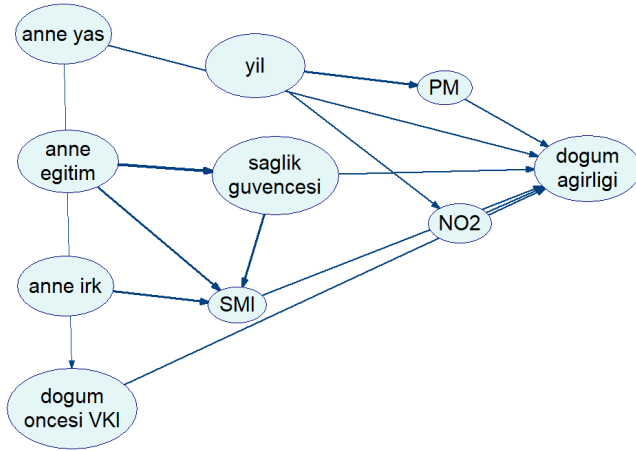 anne yas
yil
PM
anne
egitim
saglik
guvencesi
dogum
agirligi
NO2
anne irk
SMI
dogum
oncesi VKI